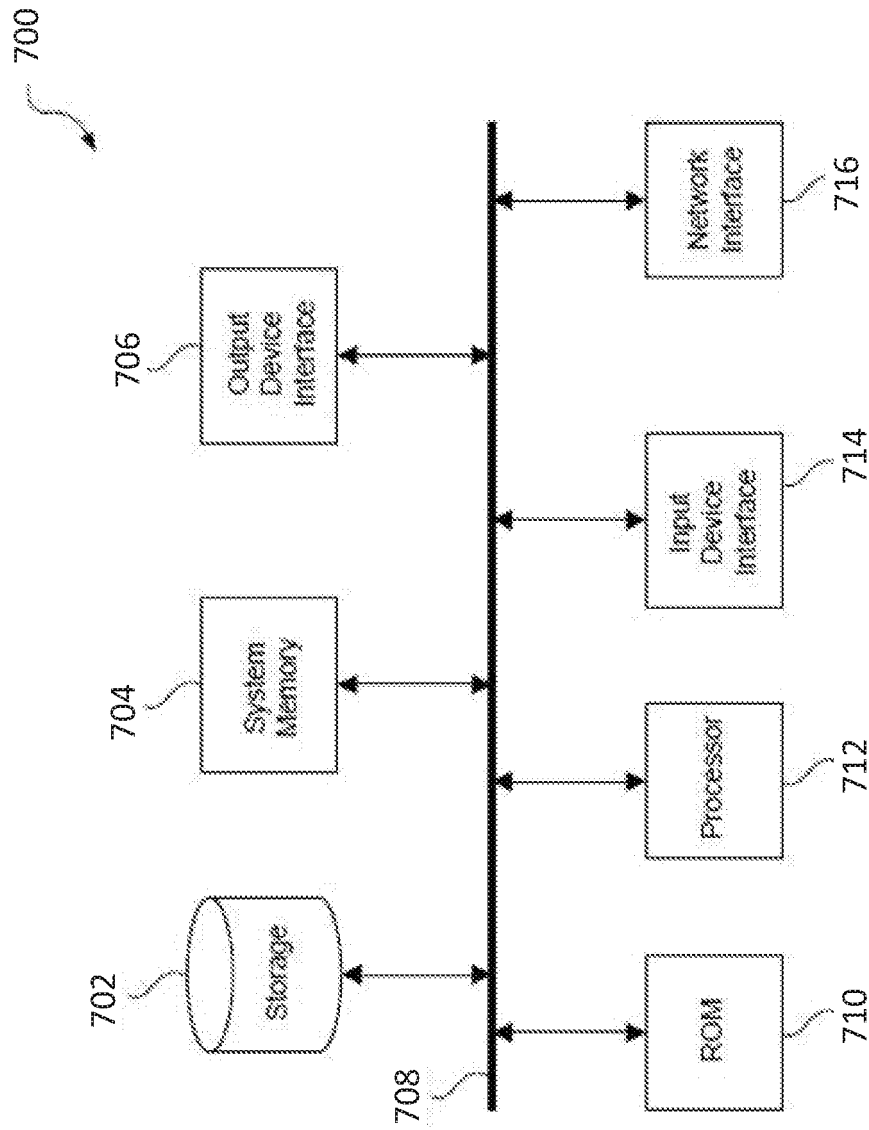 700
702
Storage
704
System
Memory
706
Output
Device
Interface
708
ROM
710
Processor
712
Input
Device
Interface
714
Network
Interface
716